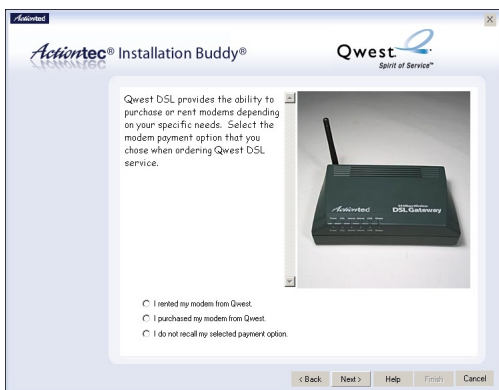 Actiontec
Actiontec® Installation Buddy®
Qwest
Spirit of Service™
Qwest DSL provides the ability to
purchase or rent modems depending
on your specific needs. Select the
modem payment option that you
chose when ordering Qwest DSL
service.
Actiontec
DSL Gateway
I rented my modem from Qwest.
I purchased my modem from Qwest.
I do not recall my selected payment option.
< Back
Next >
Help
Finish
Cancel